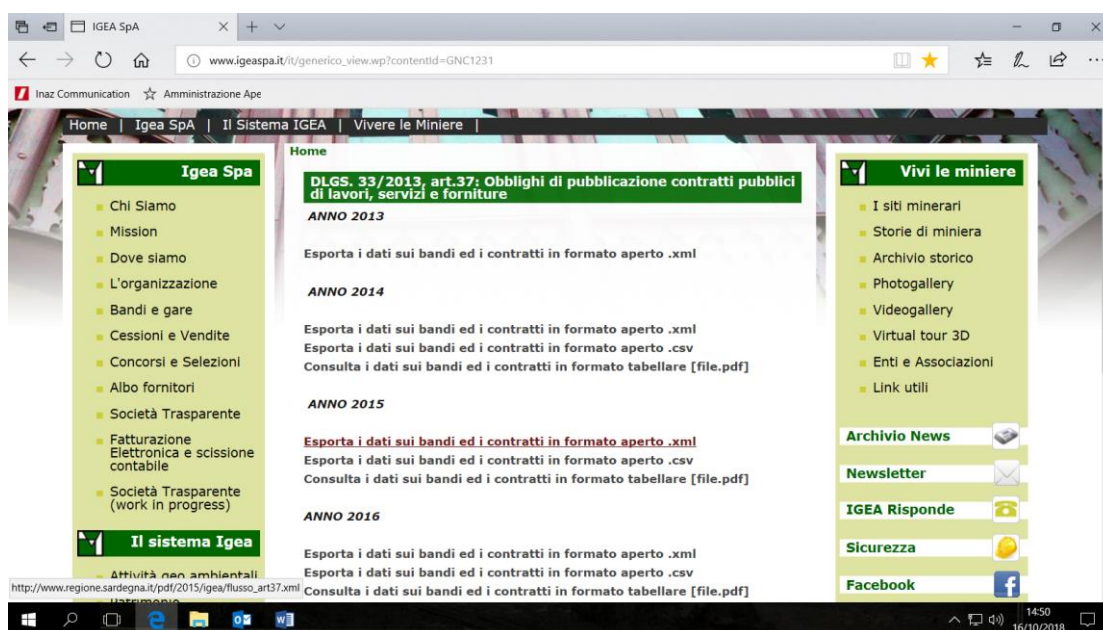 IGEA SpA
www.igeaspa.it/it/generico_view.wp?contentId=GNC1231
Inaz Communication
Amministrazione Ape
Home | Igea SpA | Il Sistema IGEA | Vivere le Miniere |
Igea Spa
Chi Siamo
Mission
Dove siamo
L'organizzazione
Bandi e gare
Cessioni e Vendite
Concorsi e Selezioni
Albo fornitori
Società Trasparente
Fatturazione
Elettronica e scissione
contabile
Società Trasparente
(work in progress)
Il sistema Igea
Attività geo ambientali
Home
DLGS. 33/2013, art.37: Obblighi di pubblicazione contratti pubblici
di lavori, servizi e forniture
ANNO 2013
Esporta i dati sui bandi ed i contratti in formato aperto .xml
ANNO 2014
Esporta i dati sui bandi ed i contratti in formato aperto .xml
Esporta i dati sui bandi ed i contratti in formato aperto .csv
Consulta i dati sui bandi ed i contratti in formato tabellare [file.pdf]
ANNO 2015
Esporta i dati sui bandi ed i contratti in formato aperto .xml
Esporta i dati sui bandi ed i contratti in formato aperto .csv
Consulta i dati sui bandi ed i contratti in formato tabellare [file.pdf]
ANNO 2016
Esporta i dati sui bandi ed i contratti in formato aperto .xml
Esporta i dati sui bandi ed i contratti in formato aperto .csv
Consulta i dati sui bandi ed i contratti in formato tabellare [file.pdf]
Vivi le miniere
I siti minerari
Storie di miniera
Archivio storico
Photogallery
Videogallery
Virtual tour 3D
Enti e Associazioni
Link utili
Archivio News
Newsletter
IGEA Risponde
Sicurezza
Facebook
http://www.regione.sardegna.it/pdf/2015/igea/flusso_art37.xml
14:50
16/10/2018